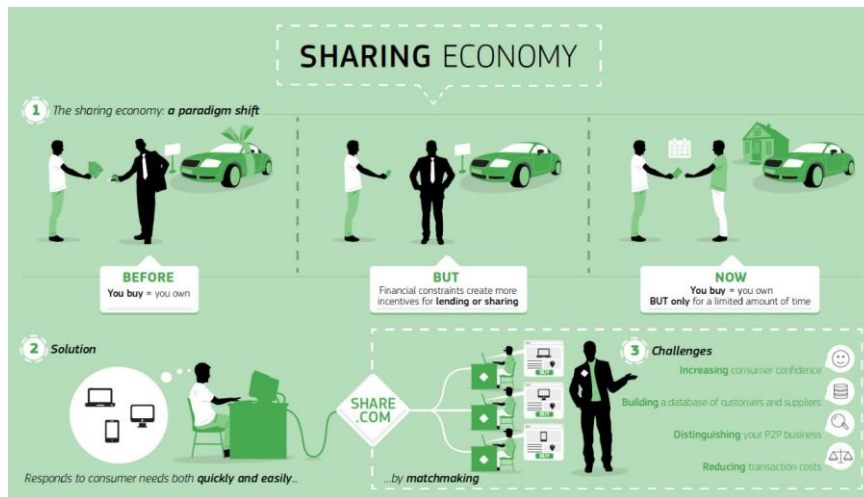 SHARING ECONOMY
1 The sharing economy: a paradigm shift
BEFORE
You buy = you own
BUT
Financial constraints create more
incentives for lending or sharing
NOW
You buy = you own
BUT only for a limited amount of time
2 Solution
SHARE
.COM
BUY
BUY
BUY
Responds to consumer needs both quickly and easily...
...by matchmaking
3 Challenges
Increasing consumer confidence
Building a database of customers and suppliers
Distinguishing your P2P business
Reducing transaction costs